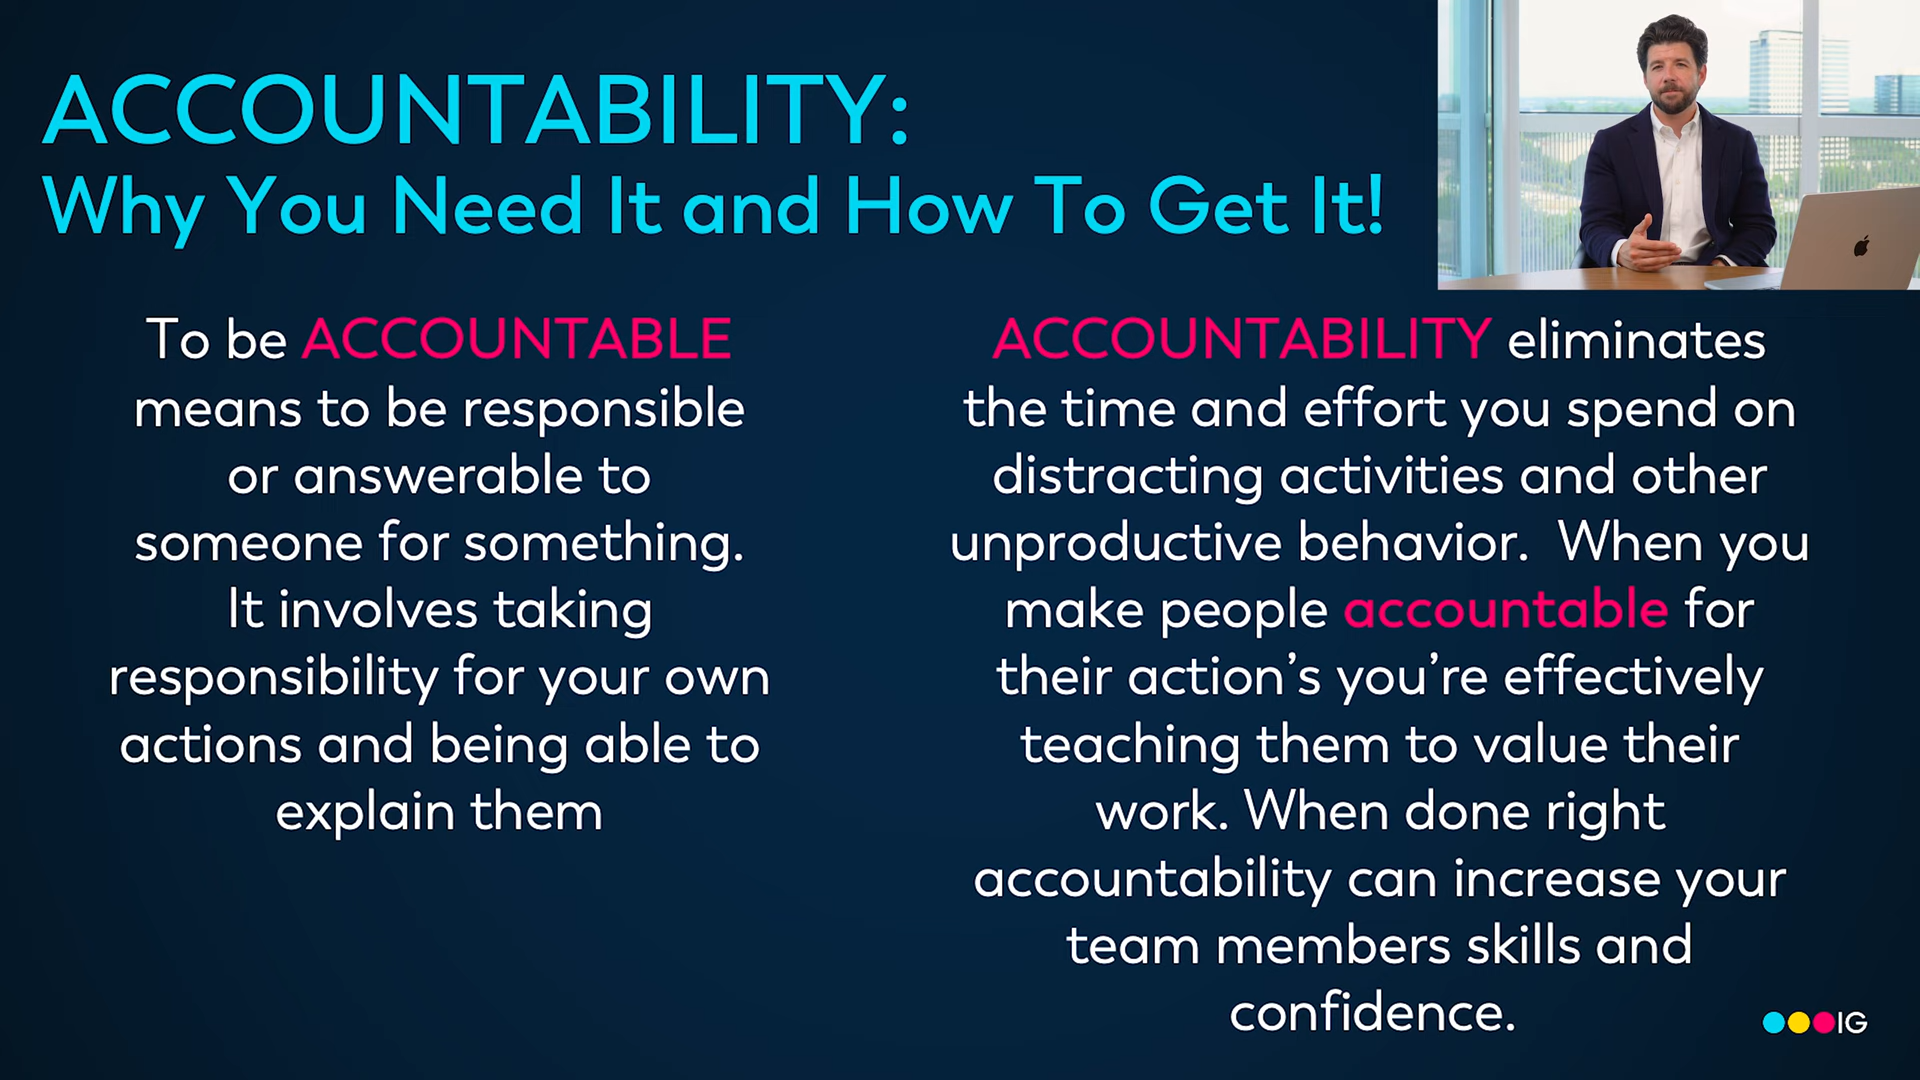 ACCOUNTABILITY:
Why You Need It and How To Get It!
To be ACCOUNTABLE
means to be responsible
or answerable to
someone for something.
It involves taking
responsibility for your own
actions and being able to
explain them
ACCOUNTABILITY eliminates
the time and effort you spend on
distracting activities and other
unproductive behavior.  When you
make people accountable for
their action’s you’re effectively
teaching them to value their
work. When done right
accountability can increase your
team members skills and
confidence.
IG